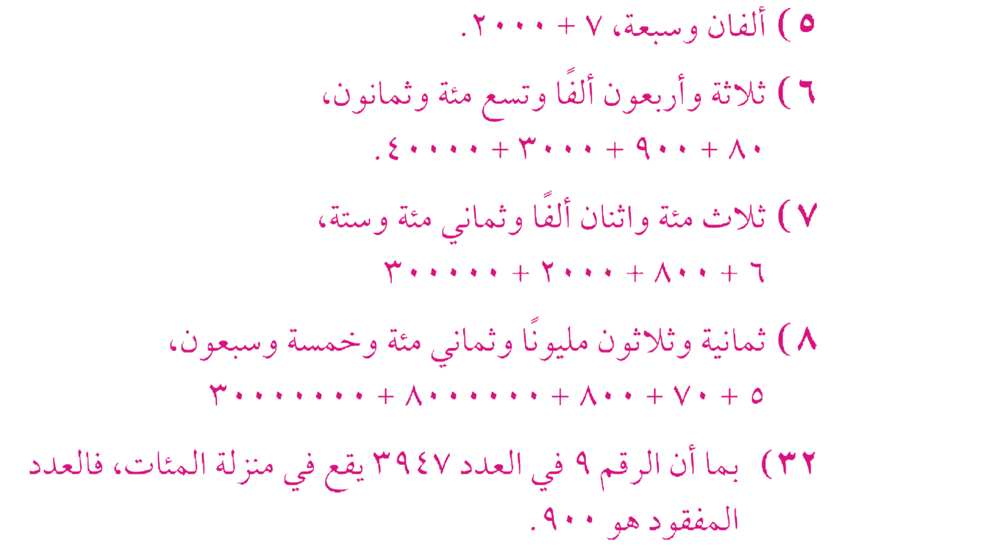 ٥) ألفان وسبعة، ٧ + ٢٠٠٠.
٦) ثلاثة وأربعون ألفًا وتسع مئة وثمانون،
٨٠ + ٩٠٠ + ٣٠٠٠ + ٤٠٠٠٠.
٧) ثلاث مئة واثنان ألفًا وثماني مئة وستة،
٦ + ٨٠٠ + ٢٠٠٠ + ٣٠٠٠٠٠
٨) ثمانية وثلاثون مليونًا وثماني مئة وخمسة وسبعون،
٥ + ٧٠ + ٨٠٠ + ٨٠٠٠٠٠٠ + ٣٠٠٠٠٠٠٠
٣٢) بما أن الرقم ٩ في العدد ٣٩٤٧ يقع في منزلة المئات، فالعدد
المفقود هو ٩٠٠.